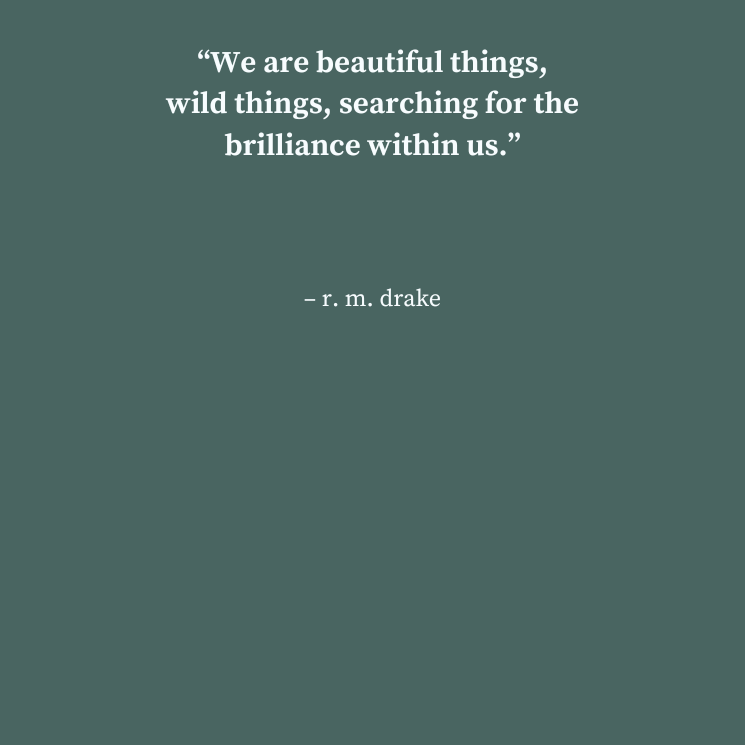 “We are beautiful things,
wild things, searching for the
brilliance within us.”
– r. m. drake